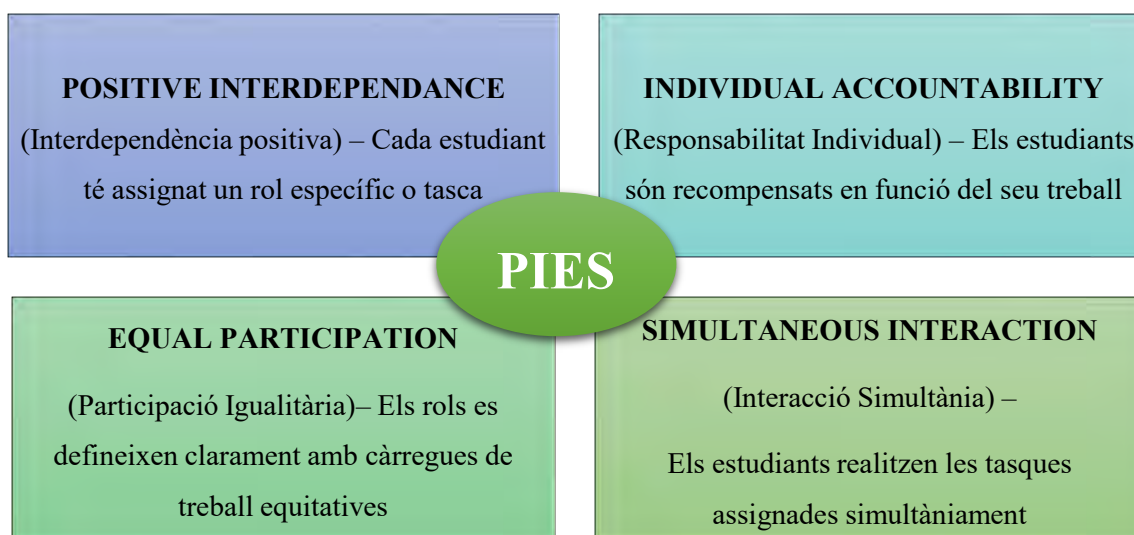 POSITIVE INTERDEPENDANCE
(Interdependència positiva) – Cada estudiant
té assignat un rol específic o tasca
INDIVIDUAL ACCOUNTABILITY
(Responsabilitat Individual) – Els estudiants
són recompensats en funció del seu treball
PIES
EQUAL PARTICIPATION
(Participació Igualitària)– Els rols es
defineixen clarament amb càrregues de
treball equitatives
SIMULTANEOUS INTERACTION
(Interacció Simultània) –
Els estudiants realitzen les tasques
assignades simultàniament